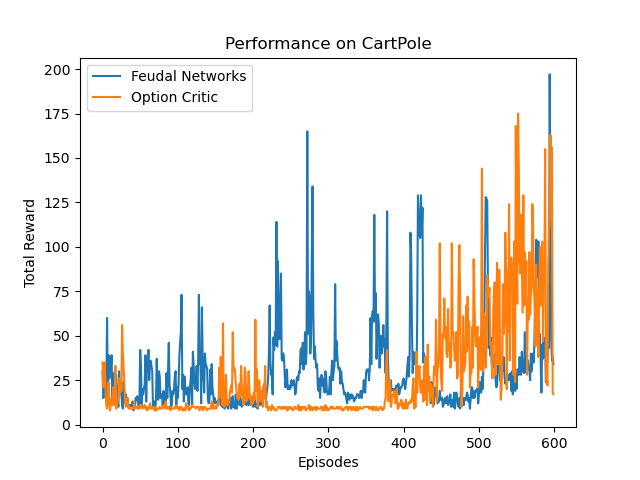 Performance on CartPole
Feudal Networks
Option Critic
Total Reward
200
175
150
125
100
75
50
25
0
0 100 200 300 400 500 600
Episodes